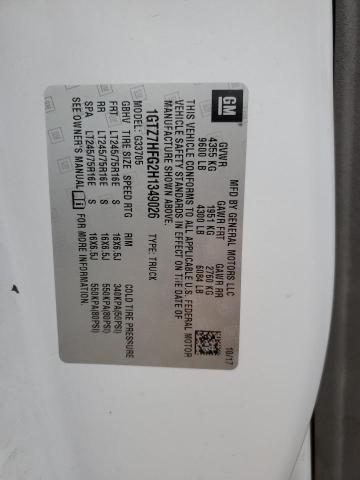 GM
MFD BY GENERAL MOTORS LLC
GVWR GAWR FRT GAWR RR
4355 KG 1951 KG 2760 KG
9600 LB 4300 LB 6084 LB
10/17
THIS VEHICLE CONFORMS TO ALL APPLICABLE U.S. FEDERAL MOTOR
VEHICLE SAFETY STANDARDS IN EFFECT ON THE DATE OF
MANUFACTURE SHOWN ABOVE.
1GTZ7HFG2H1349026 TYPE: TRUCK
MODEL: G33705
GBHV TIRE SIZE SPEED RTG RIM COLD TIRE PRESSURE
FRT LT245/75R16E S 16X6.5J 340KPA(50PSI)
RR LT245/75R16E S 16X6.5J 550KPA(80PSI)
SPA LT245/75R16E S 16X6.5J 550KPA(80PSI)
SEE OWNER'S MANUAL FOR MORE INFORMATION.